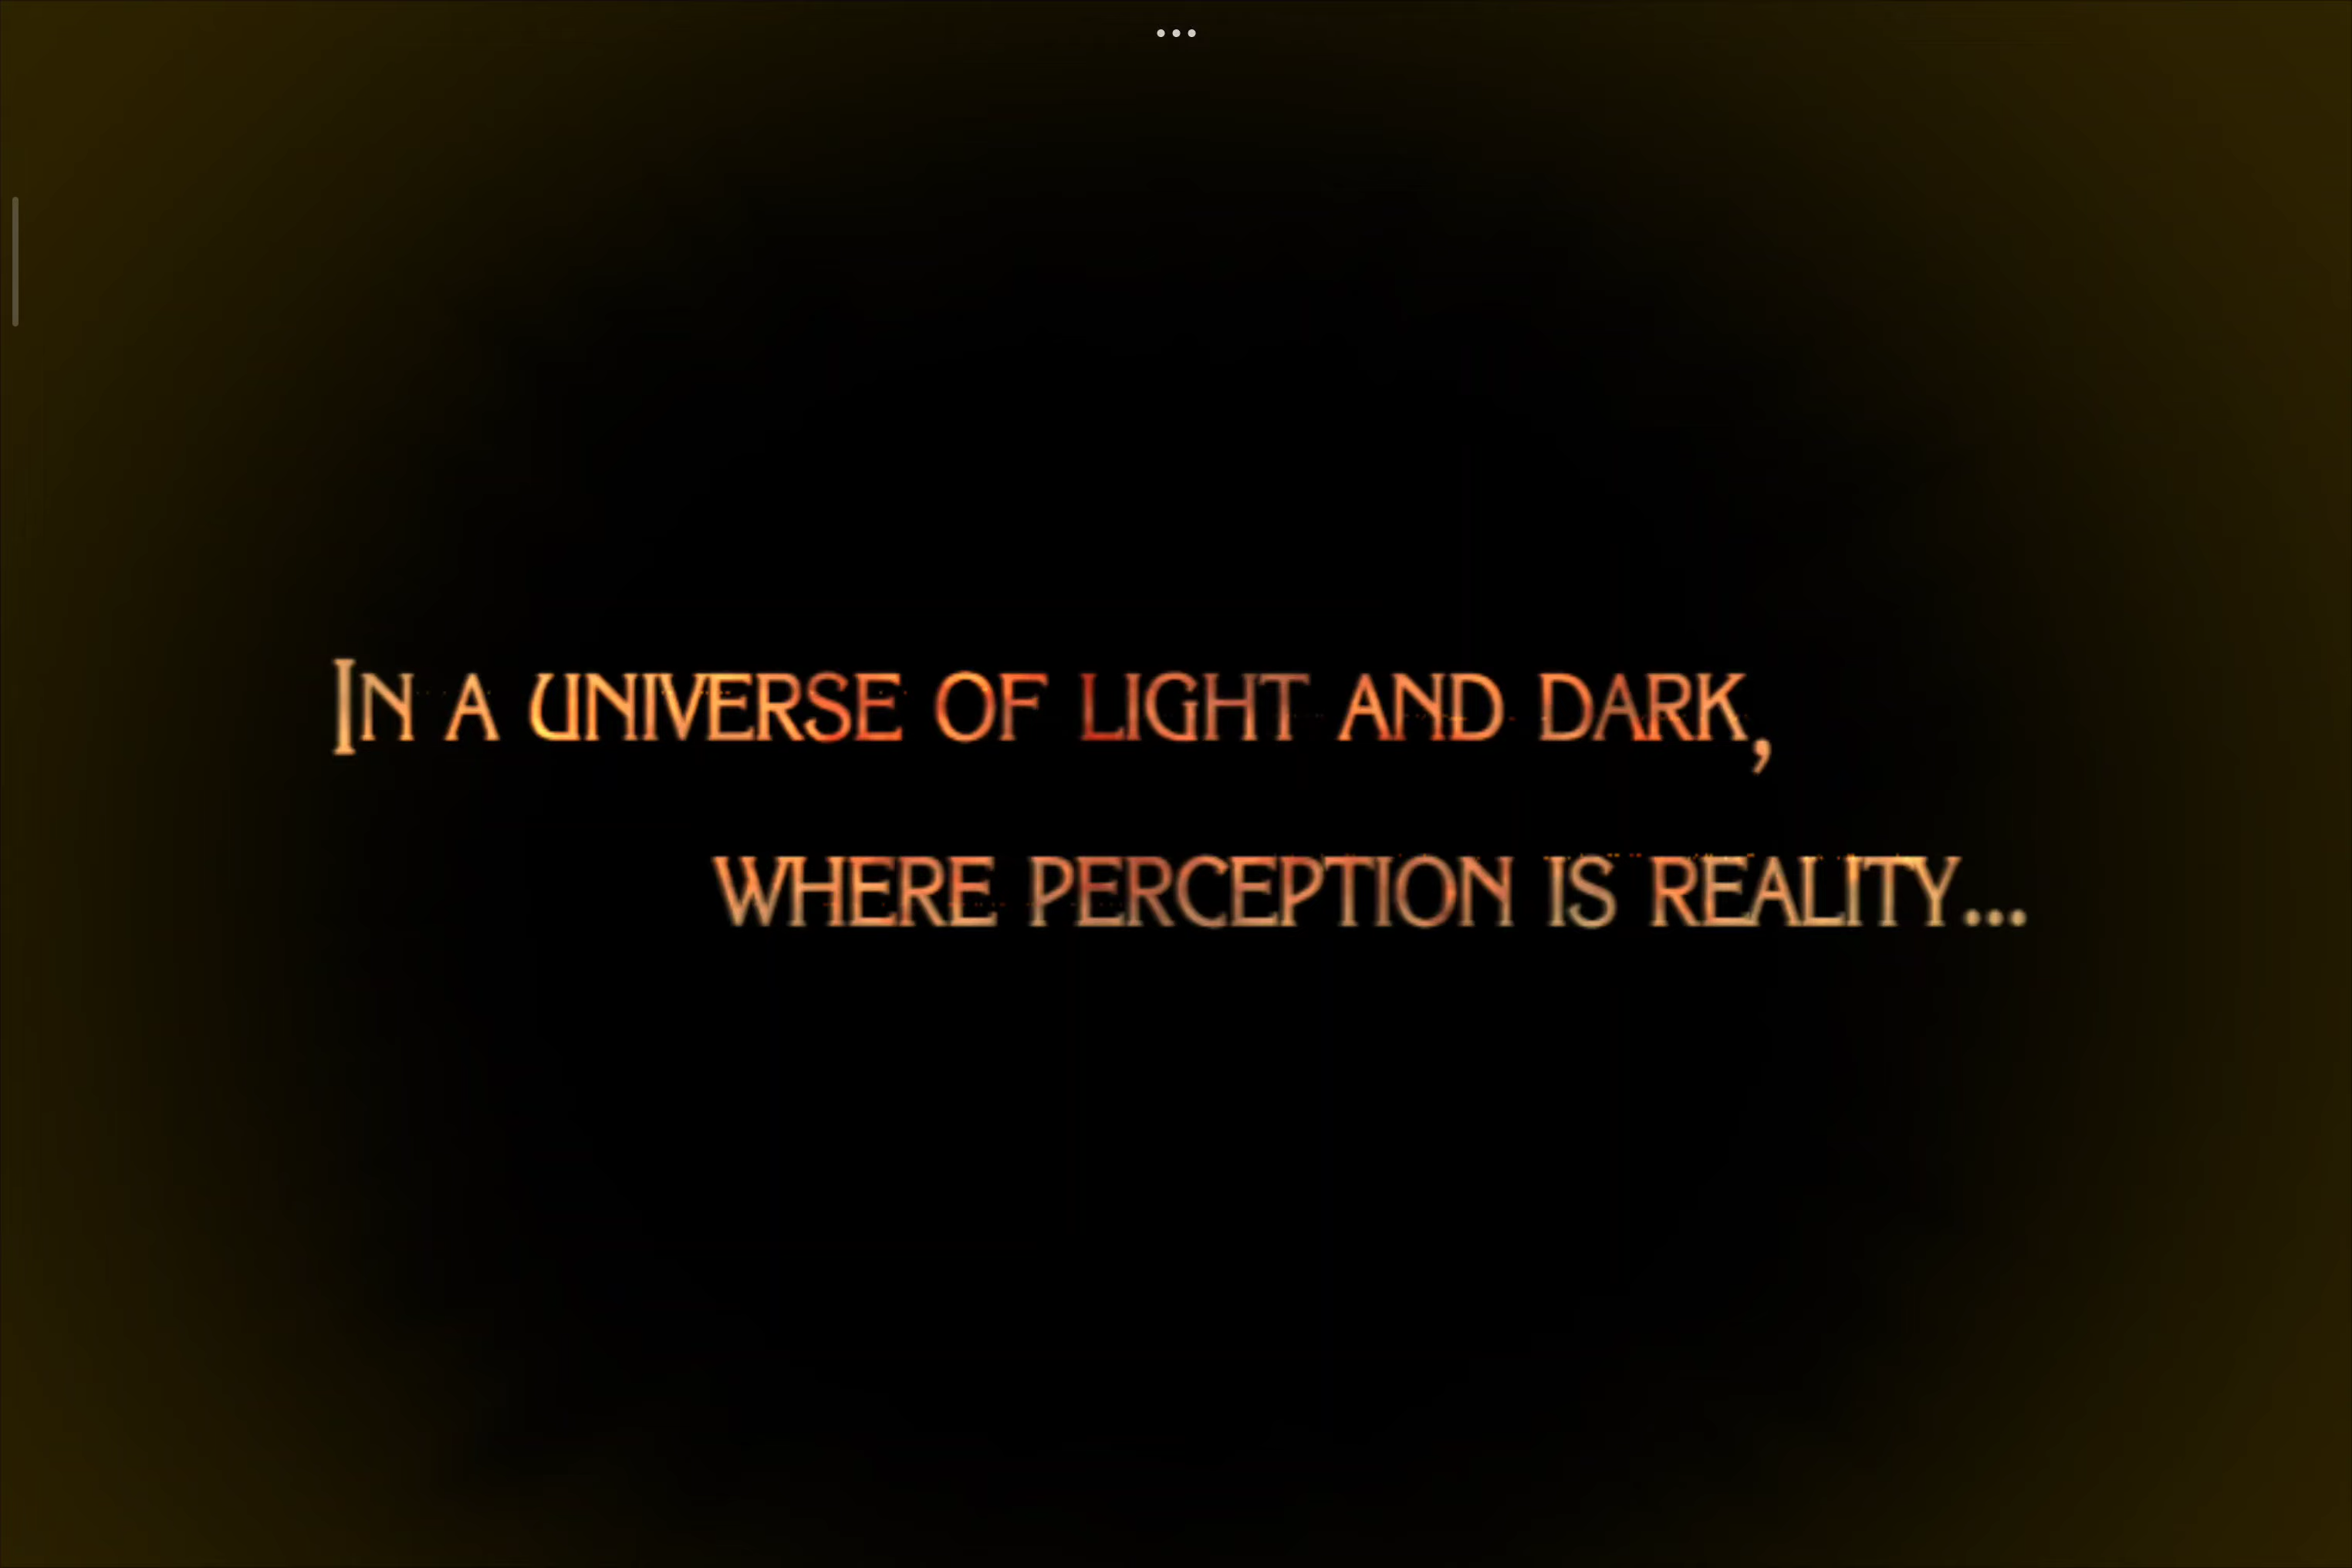 In a universe of light and dark,
where perception is reality...